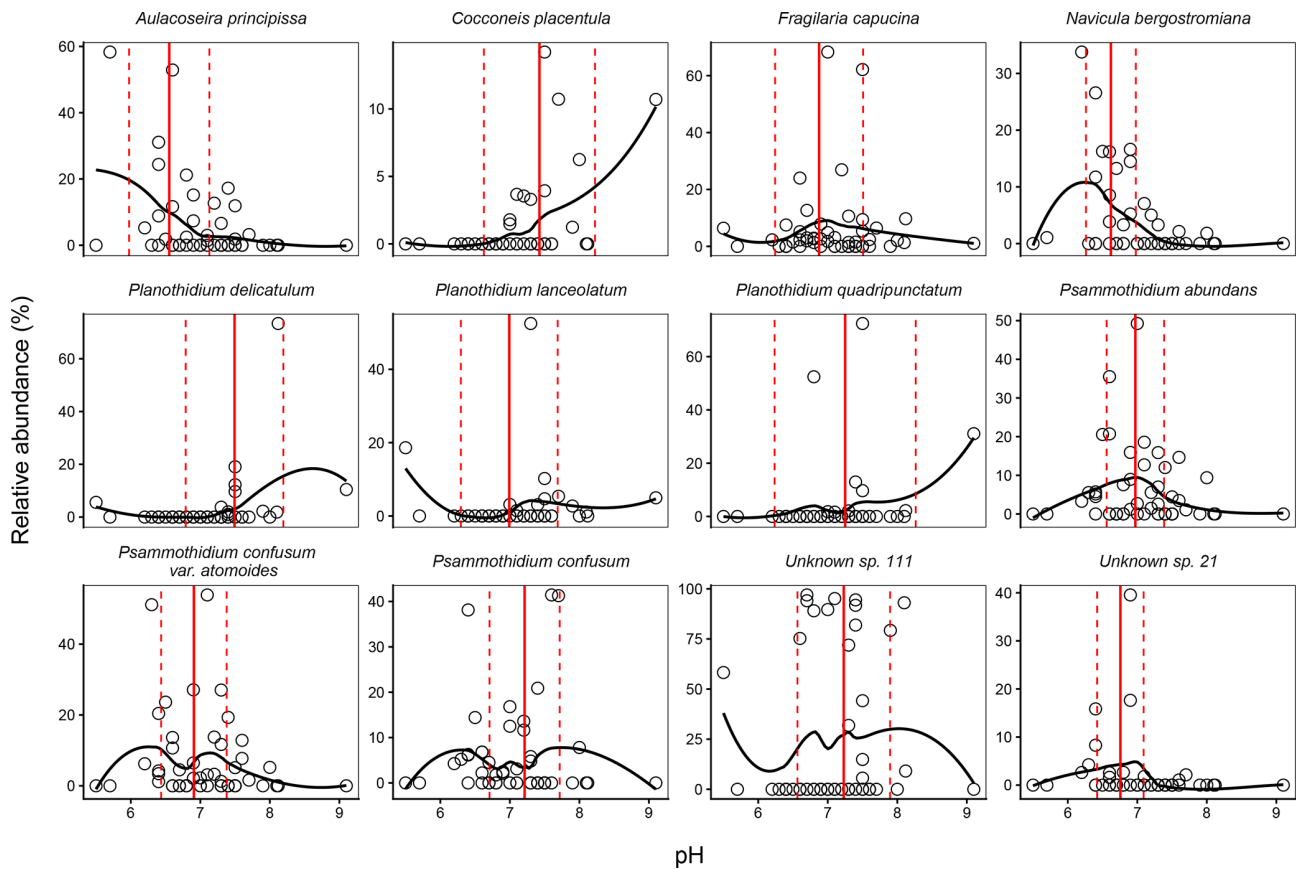 Aulacoseira principissa
Cocconeis placentula
Fragilaria capucina
Navicula bergostromiana
60
40
20
0
10
5
0
60
40
20
0
30
20
10
0
Planothidium delicatulum
Planothidium lanceolatum
Planothidium quadripunctatum
Psammothidium abundans
60
40
20
0
40
20
0
60
40
20
0
50
40
30
20
10
0
Relative abundance (%)
Psammothidium confusum
var. atomoides
Psammothidium confusum
Unknown sp. 111
Unknown sp. 21
40
20
0
40
30
20
10
0
100
75
50
25
0
40
30
20
10
0
6 7 8 9
6 7 8 9
6 7 8 9
6 7 8 9
pH